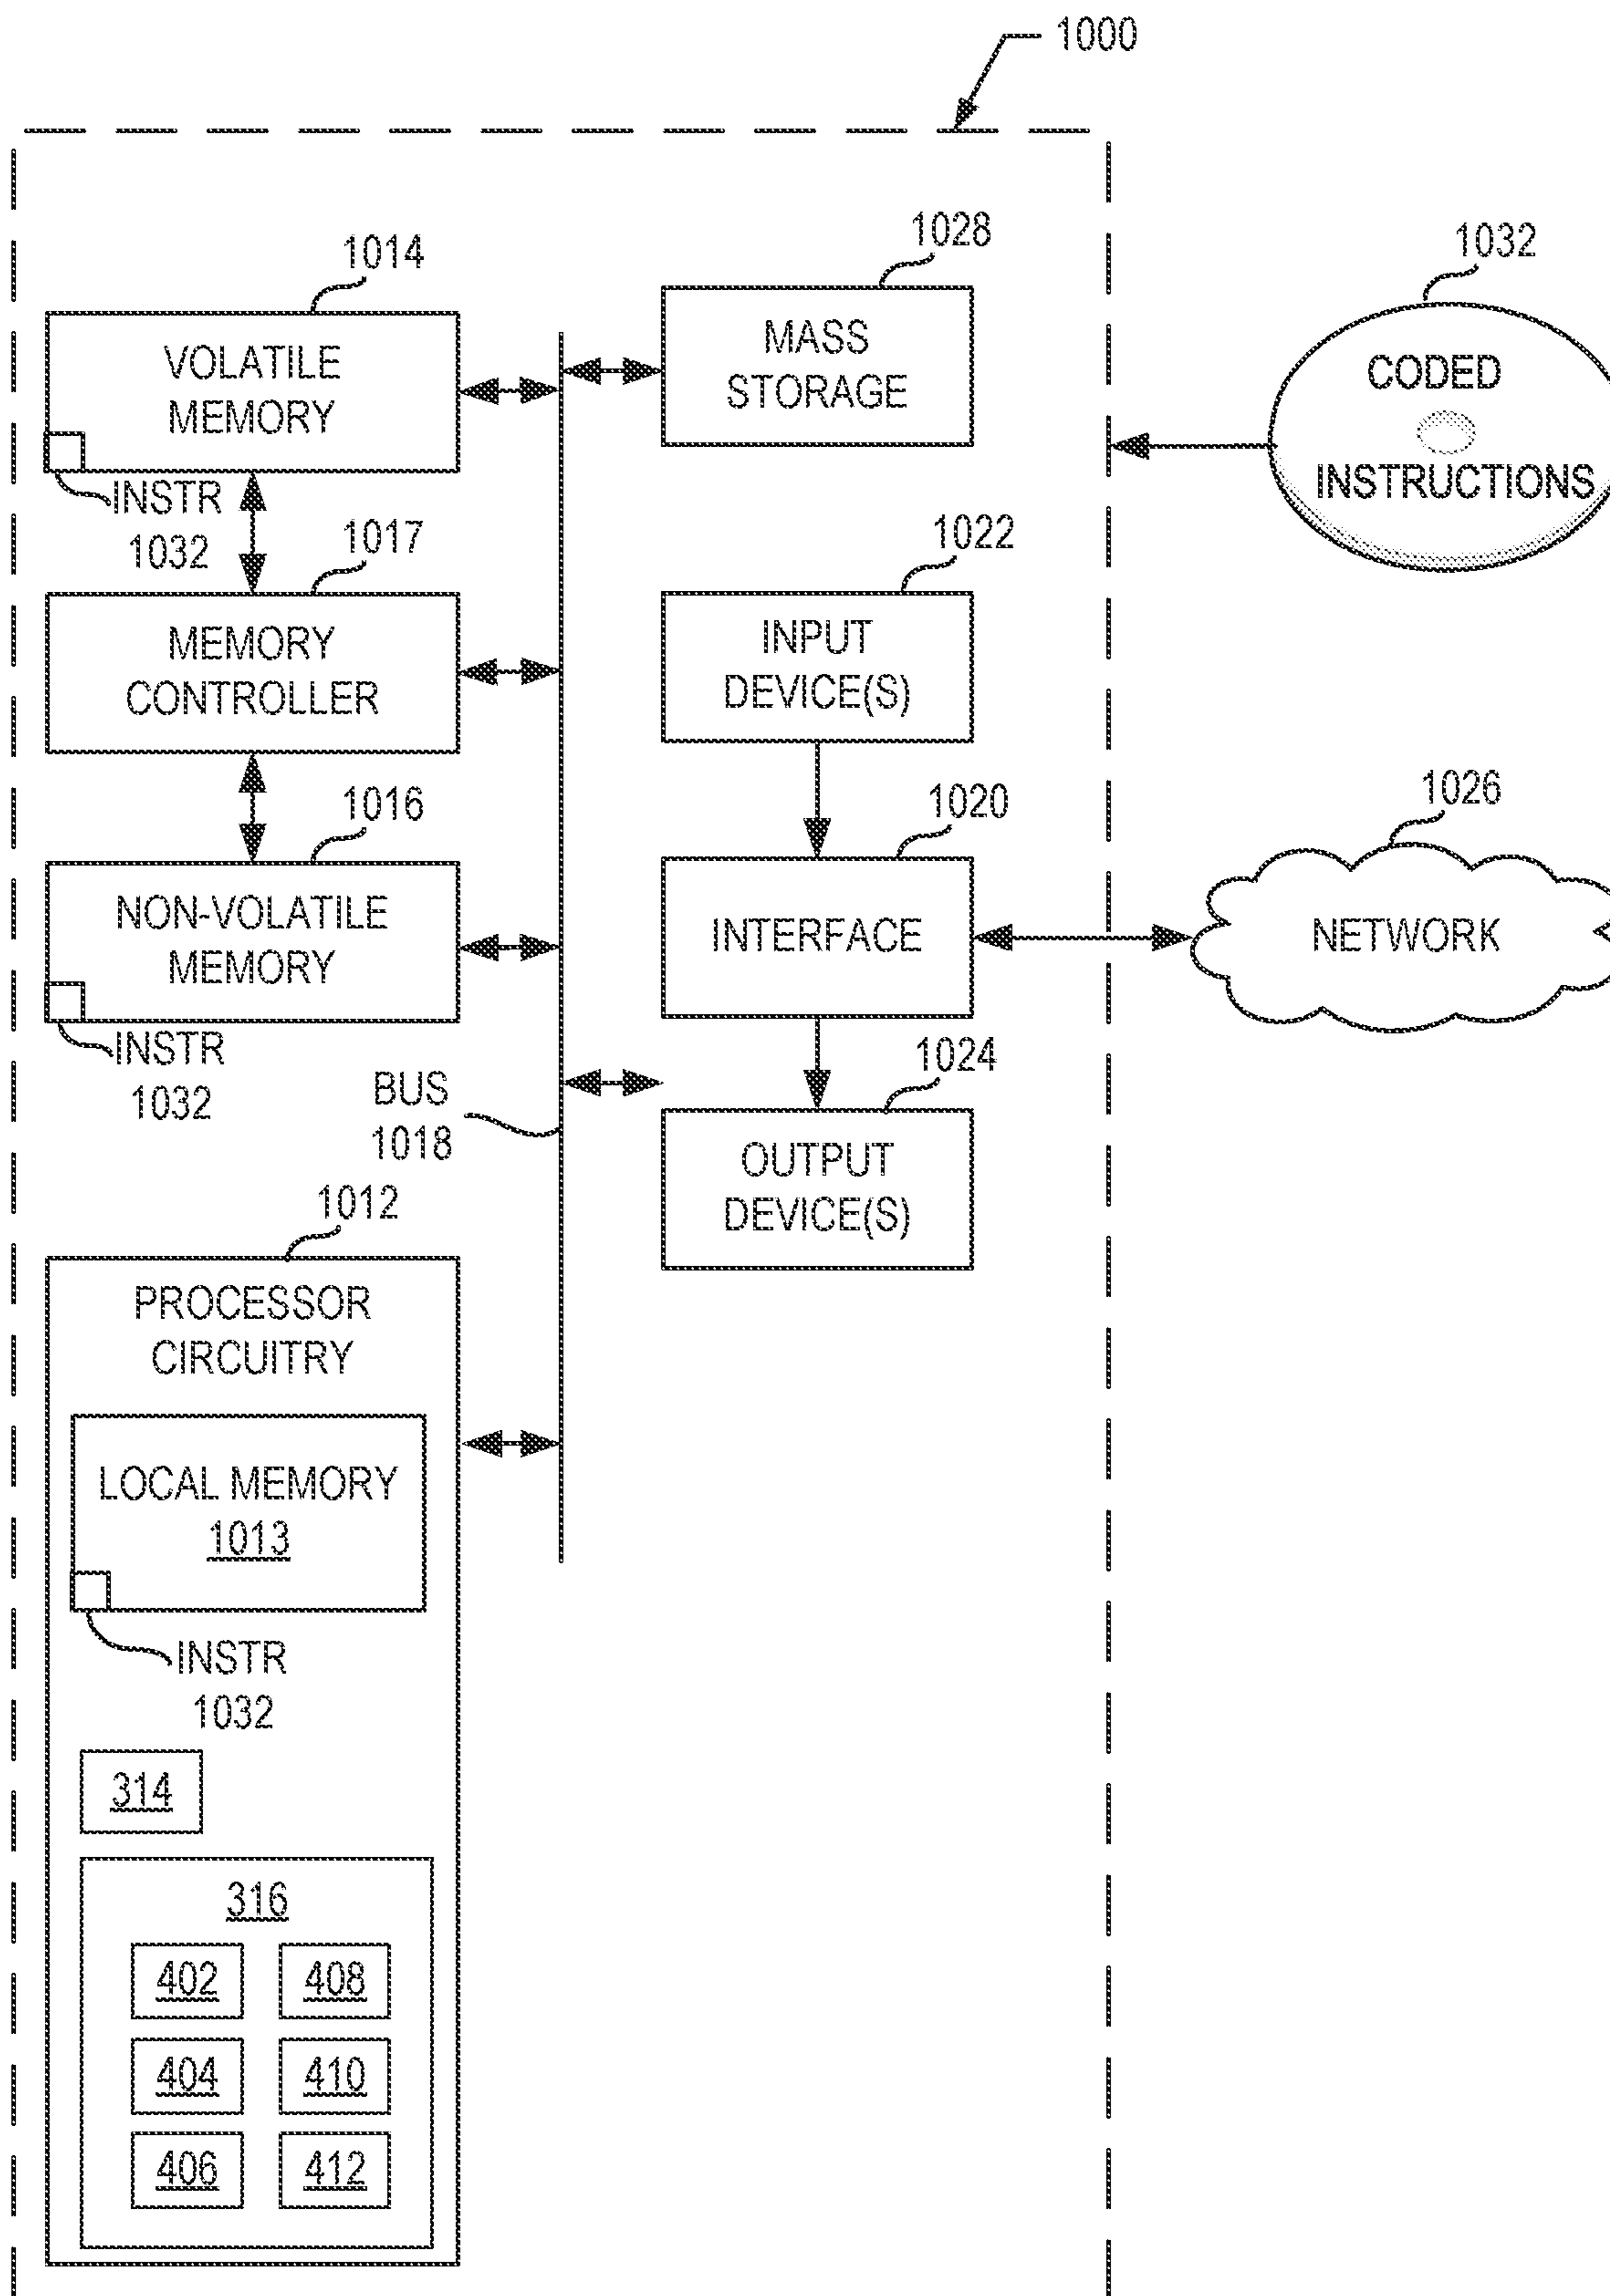 1000
1014
VOLATILE
MEMORY
INSTR
1032
1017
MEMORY
CONTROLLER
1016
NON-VOLATILE
MEMORY
INSTR
1032
BUS
1018
1012
PROCESSOR
CIRCUITRY
LOCAL MEMORY
1013
INSTR
1032
314
316
402
408
404
410
406
412
1028
MASS
STORAGE
1022
INPUT
DEVICE(S)
1020
INTERFACE
1024
OUTPUT
DEVICE(S)
1032
CODED
INSTRUCTIONS
1026
NETWORK